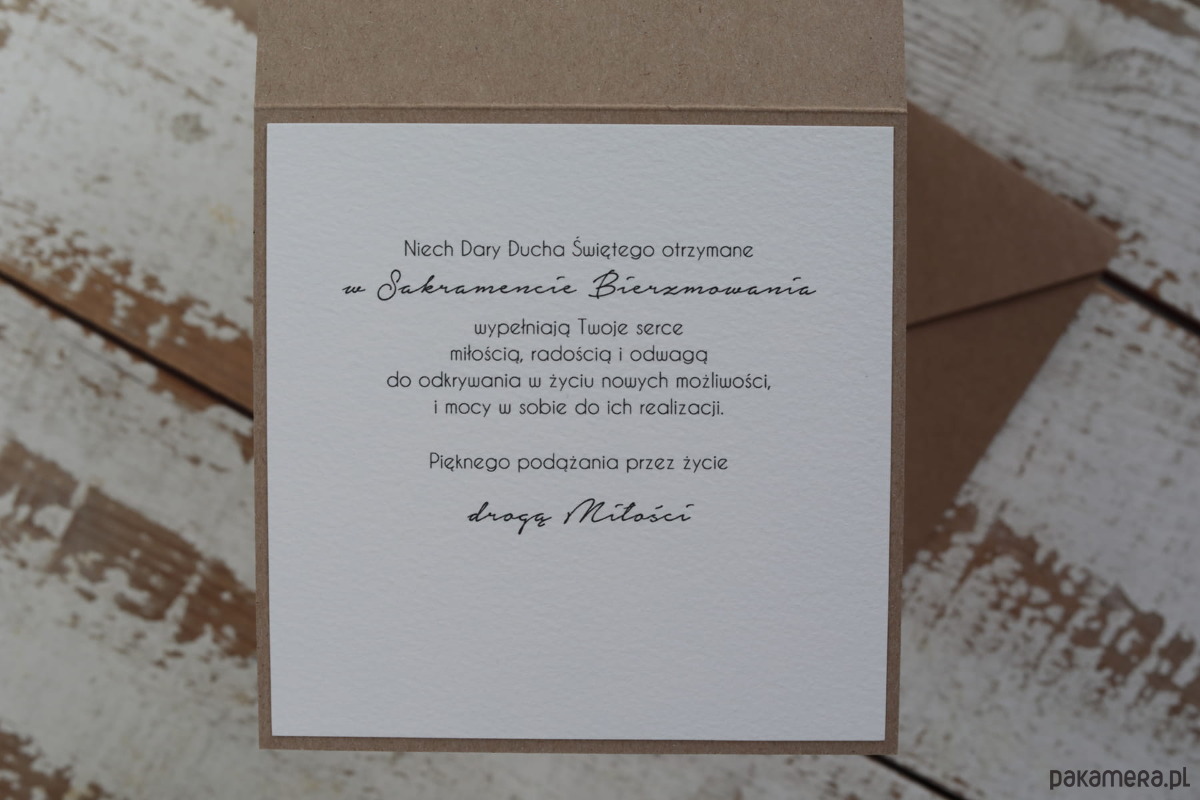 Niech Dary Ducha Świętego otrzymane
w Sakramencie Bierzmowania
wypełniają Twoje serce
miłością, radością i odwagą
do odkrywania w życiu nowych możliwości,
i mocy w sobie do ich realizacji.
Pięknego podążania przez życie
drogą Miłości
pakamera.pl